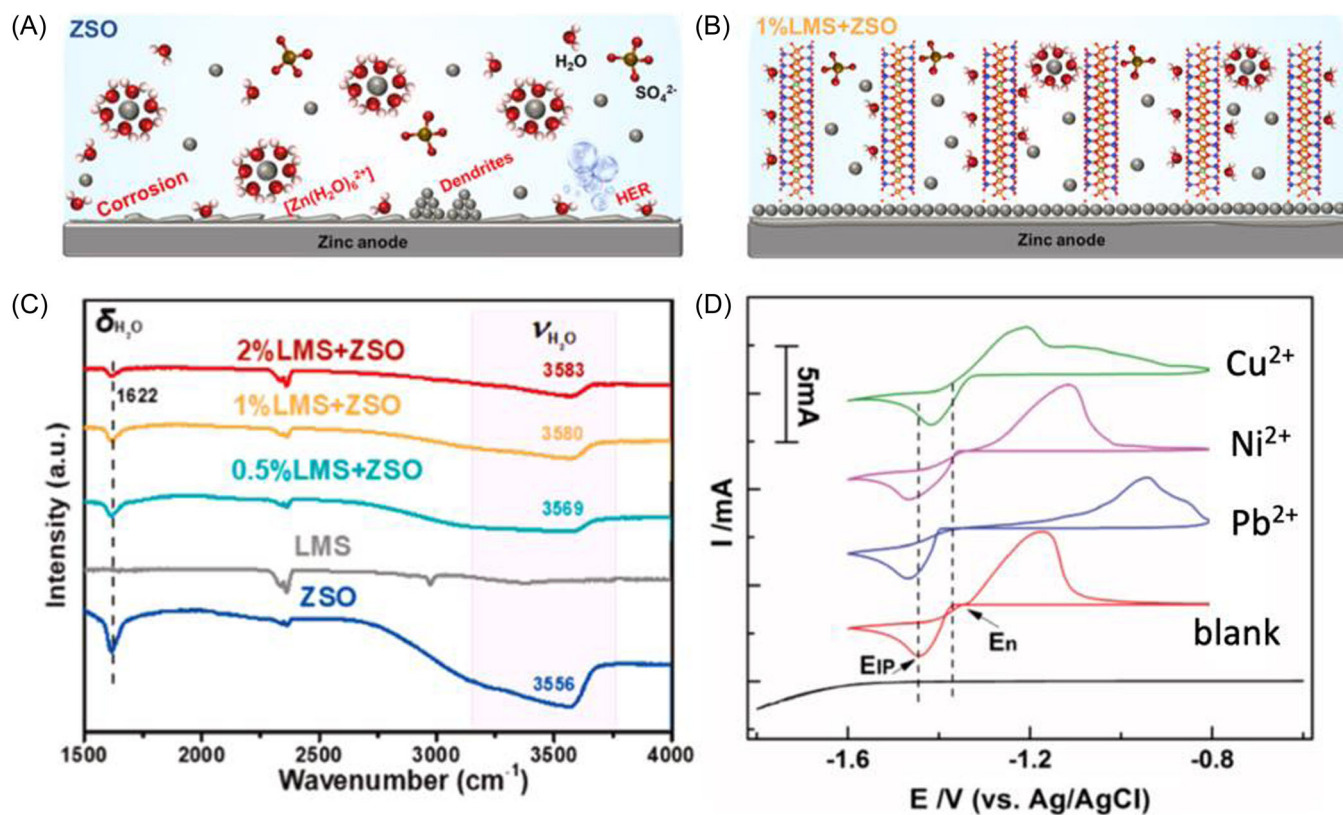 (A)
ZSO
H₂O
SO₄²⁻
Corrosion
[Zn(H₂O)₆²⁺]
Dendrites
HER
Zinc anode
(B)
1%LMS+ZSO
Zinc anode
(C)
δH₂O
νH₂O
2%LMS+ZSO
3583
1622
1%LMS+ZSO
3580
0.5%LMS+ZSO
3569
LMS
ZSO
3556
Intensity (a.u.)
1500 2000 2500 3000 3500 4000
Wavenumber (cm⁻¹)
(D)
5mA
Cu²⁺
Ni²⁺
Pb²⁺
blank
En
EIP
I /mA
-1.6 -1.2 -0.8
E /V (vs. Ag/AgCl)